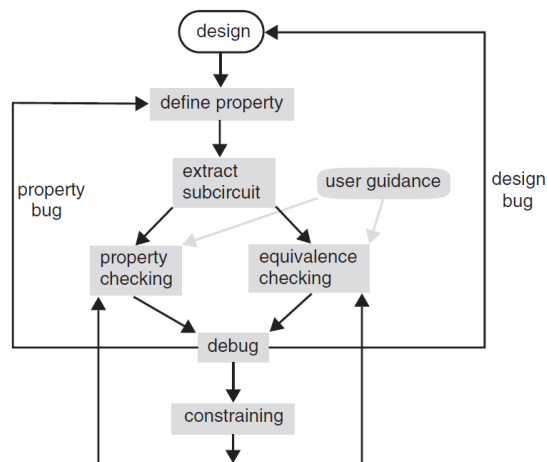 design
define property
extract
subcircuit
user guidance
property
bug
design
bug
property
checking
equivalence
checking
debug
constraining